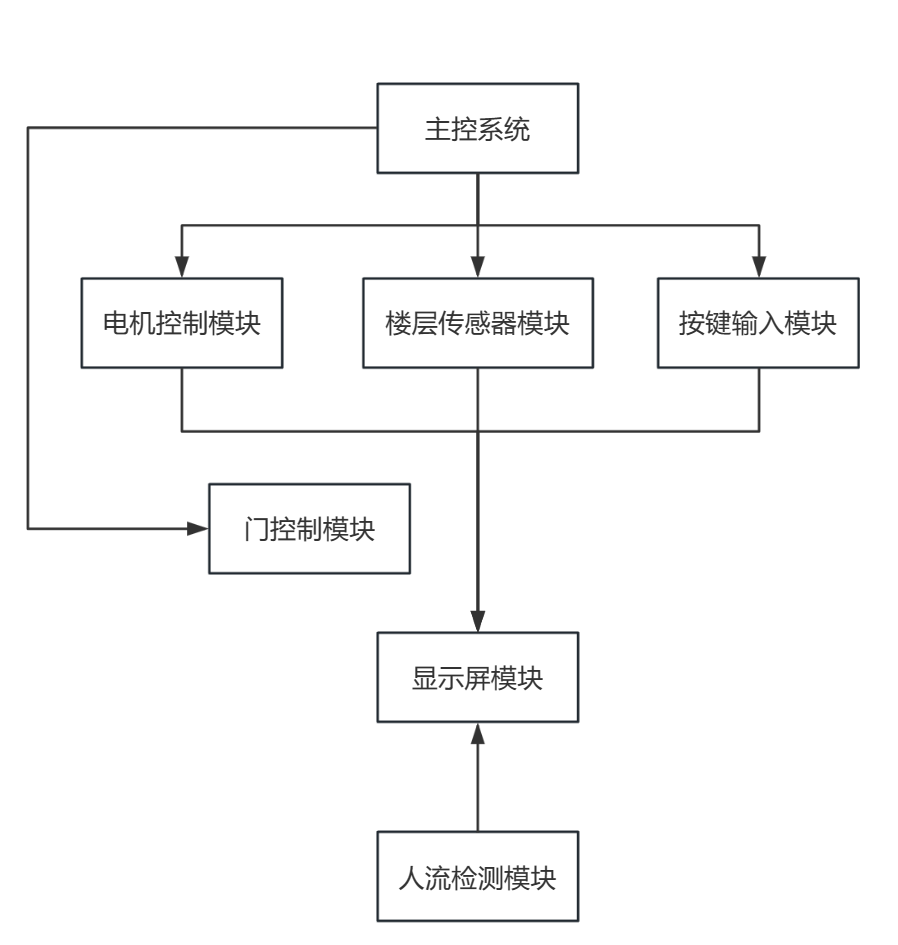 主控系统
电机控制模块
楼层传感器模块
按键输入模块
门控制模块
显示屏模块
人流检测模块